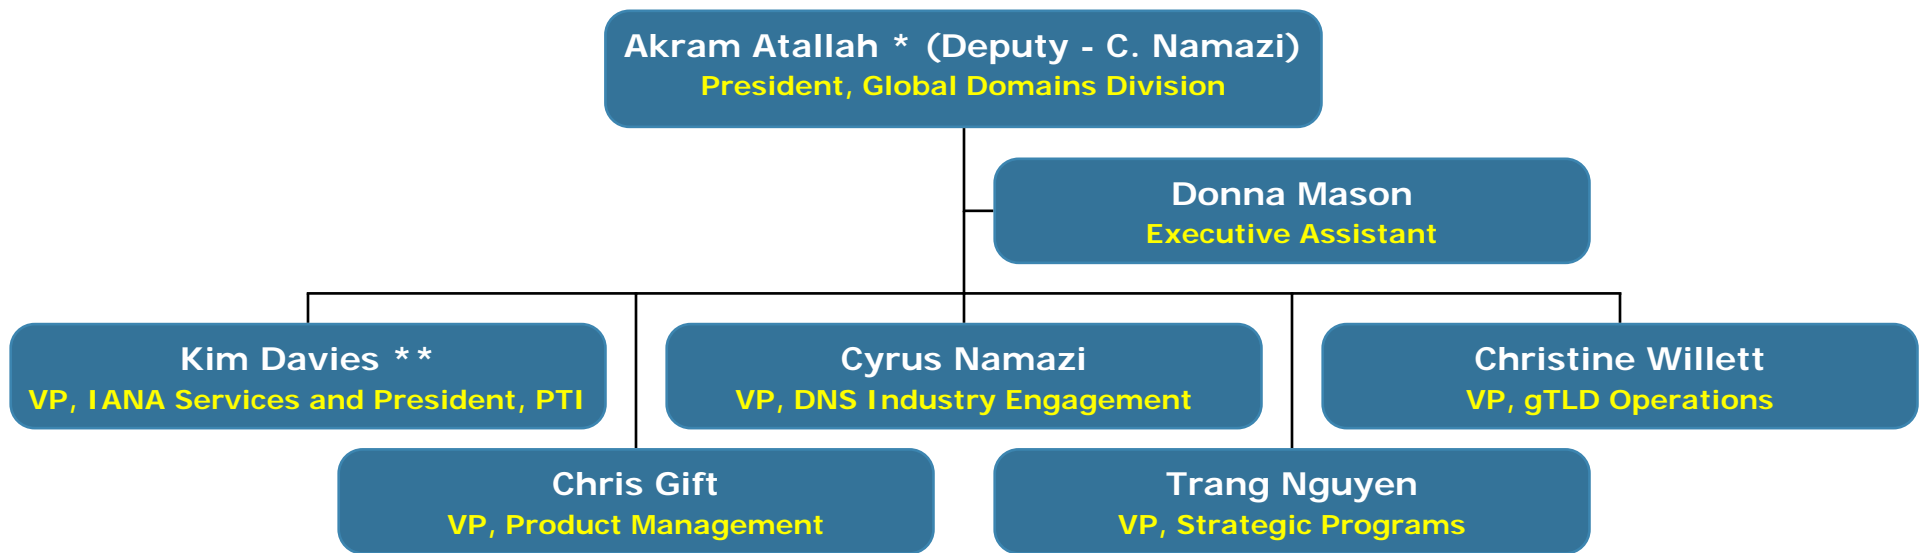 Akram Atallah * (Deputy - C. Namazi)
President, Global Domains Division
Donna Mason
Executive Assistant
Kim Davies **
VP, IANA Services and President, PTI
Cyrus Namazi
VP, DNS Industry Engagement
Christine Willett
VP, gTLD Operations
Chris Gift
VP, Product Management
Trang Nguyen
VP, Strategic Programs